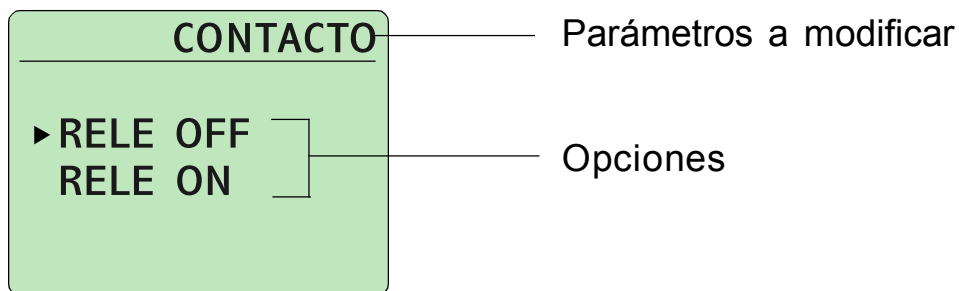 CONTACTO
Parámetros a modificar
►RELE OFF
RELE ON
Opciones